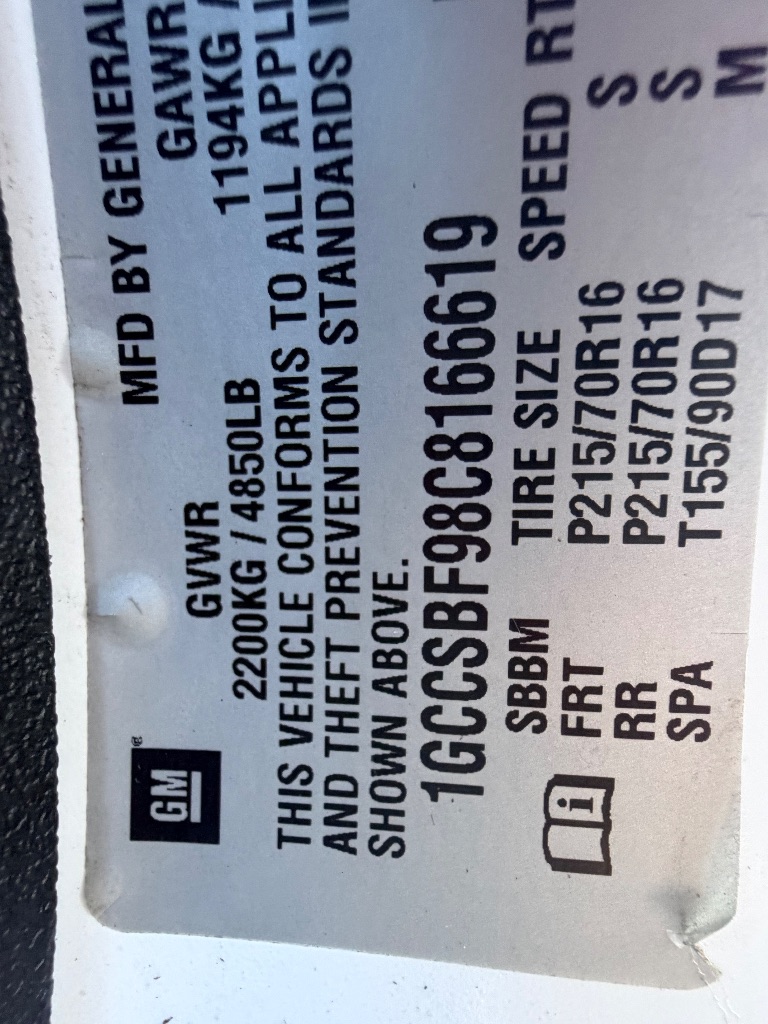 GM
®
MFD BY GENERAL
GVWR GAWR
2200KG / 4850LB 1194KG /
THIS VEHICLE CONFORMS TO ALL APPLI
AND THEFT PREVENTION STANDARDS
SHOWN ABOVE.
1GCCSBF98C8166619
SBBM TIRE SIZE SPEED RT
FRT P215/70R16 S
RR P215/70R16 S
SPA T155/90D17 M